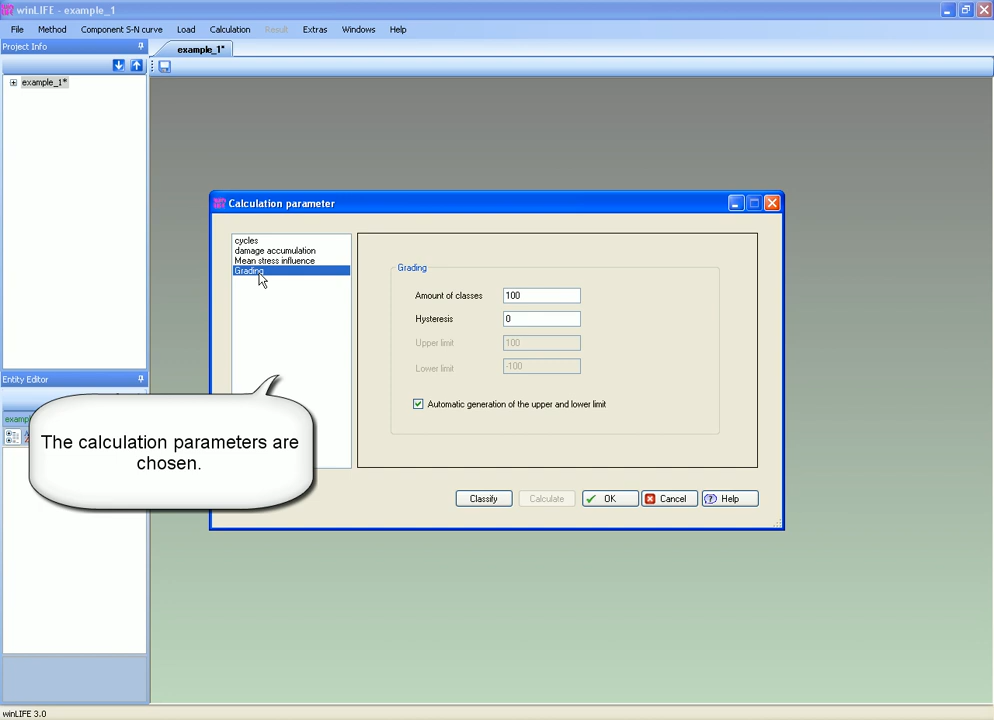 winLIFE - example_1
File Method Component S-N curve Load Calculation Result Extras Windows Help
Project Info
example_1*
example_1*
Calculation parameter
cycles
damage accumulation
Mean stress influence
Grading
Grading
Amount of classes 100
Hysteresis 0
Upper limit 100
Lower limit -100
Automatic generation of the upper and lower limit
Classify Calculate OK Cancel Help
Entity Editor
The calculation parameters are
chosen.
winLIFE 3.0